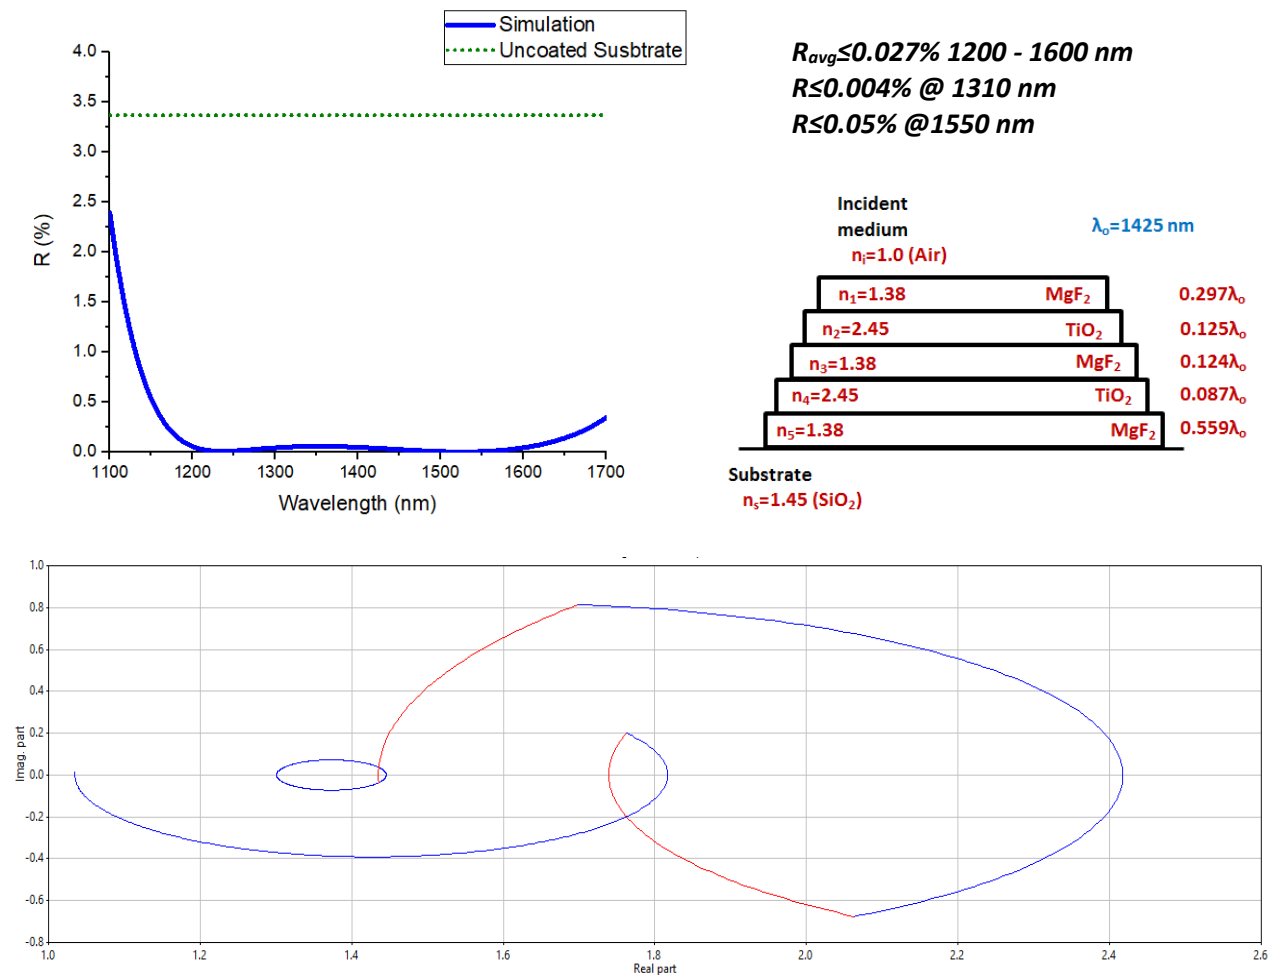 Simulation
Uncoated Susbtrate
4.0
3.5
3.0
2.5
2.0
1.5
1.0
0.5
0.0
R (%)
1100 1200 1300 1400 1500 1600 1700
Wavelength (nm)
Ravg≤0.027% 1200 - 1600 nm
R≤0.004% @ 1310 nm
R≤0.05% @1550 nm
Incident
medium
ni=1.0 (Air)
λo=1425 nm
n1=1.38 MgF2 0.297λo
n2=2.45 TiO2 0.125λo
n3=1.38 MgF2 0.124λo
n4=2.45 TiO2 0.087λo
n5=1.38 MgF2 0.559λo
Substrate
ns=1.45 (SiO2)
1.0
0.8
0.6
0.4
0.2
0.0
-0.2
-0.4
-0.6
-0.8
Imag. part
1.0 1.2 1.4 1.6 1.8 2.0 2.2 2.4 2.6
Real part